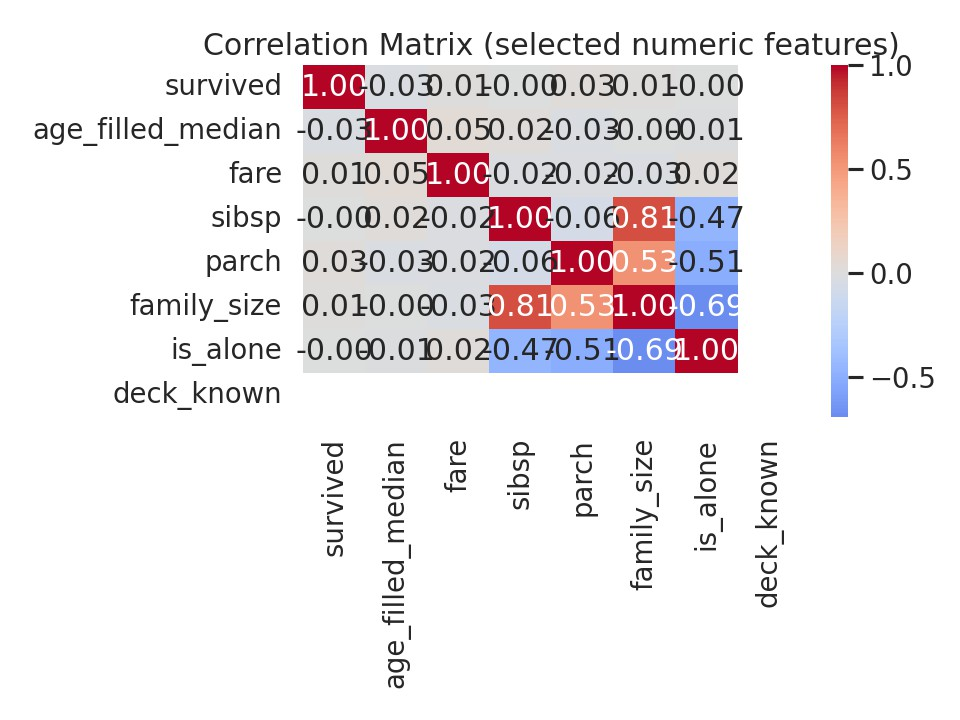 Correlation Matrix (selected numeric features)
survived 1.00 -0.03 0.01 -0.00 0.03 0.01 -0.00
age_filled_median -0.03 1.00 0.05 0.02 -0.03 -0.00 -0.01
fare 0.01 0.05 1.00 -0.02 -0.02 -0.03 0.02
sibsp -0.00 0.02 -0.02 1.00 -0.06 0.81 -0.47
parch 0.03 -0.03 -0.02 -0.06 1.00 0.53 -0.51
family_size 0.01 -0.00 -0.03 0.81 0.53 1.00 -0.69
is_alone -0.00 -0.01 0.02 -0.47 -0.51 -0.69 1.00
deck_known
survived
age_filled_median
fare
sibsp
parch
family_size
is_alone
deck_known
1.0
0.5
0.0
−0.5